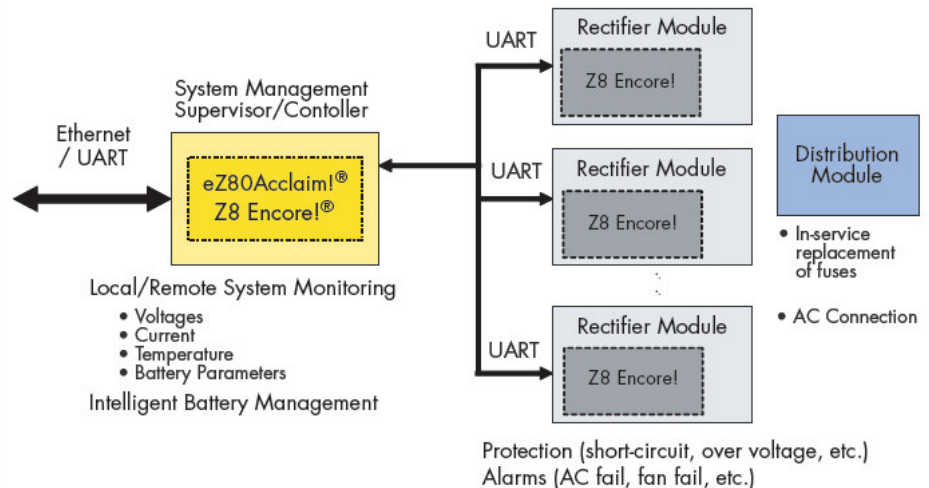 Ethernet
/ UART
System Management
Supervisor/Contoller
eZ80Acclaim!®
Z8 Encore!®
Local/Remote System Monitoring
• Voltages
• Current
• Temperature
• Battery Parameters
Intelligent Battery Management
UART
Rectifier Module
Z8 Encore!
UART
Rectifier Module
Z8 Encore!
UART
Rectifier Module
Z8 Encore!
Protection (short-circuit, over voltage, etc.)
Alarms (AC fail, fan fail, etc.)
Distribution
Module
• In-service
replacement
of fuses
• AC Connection